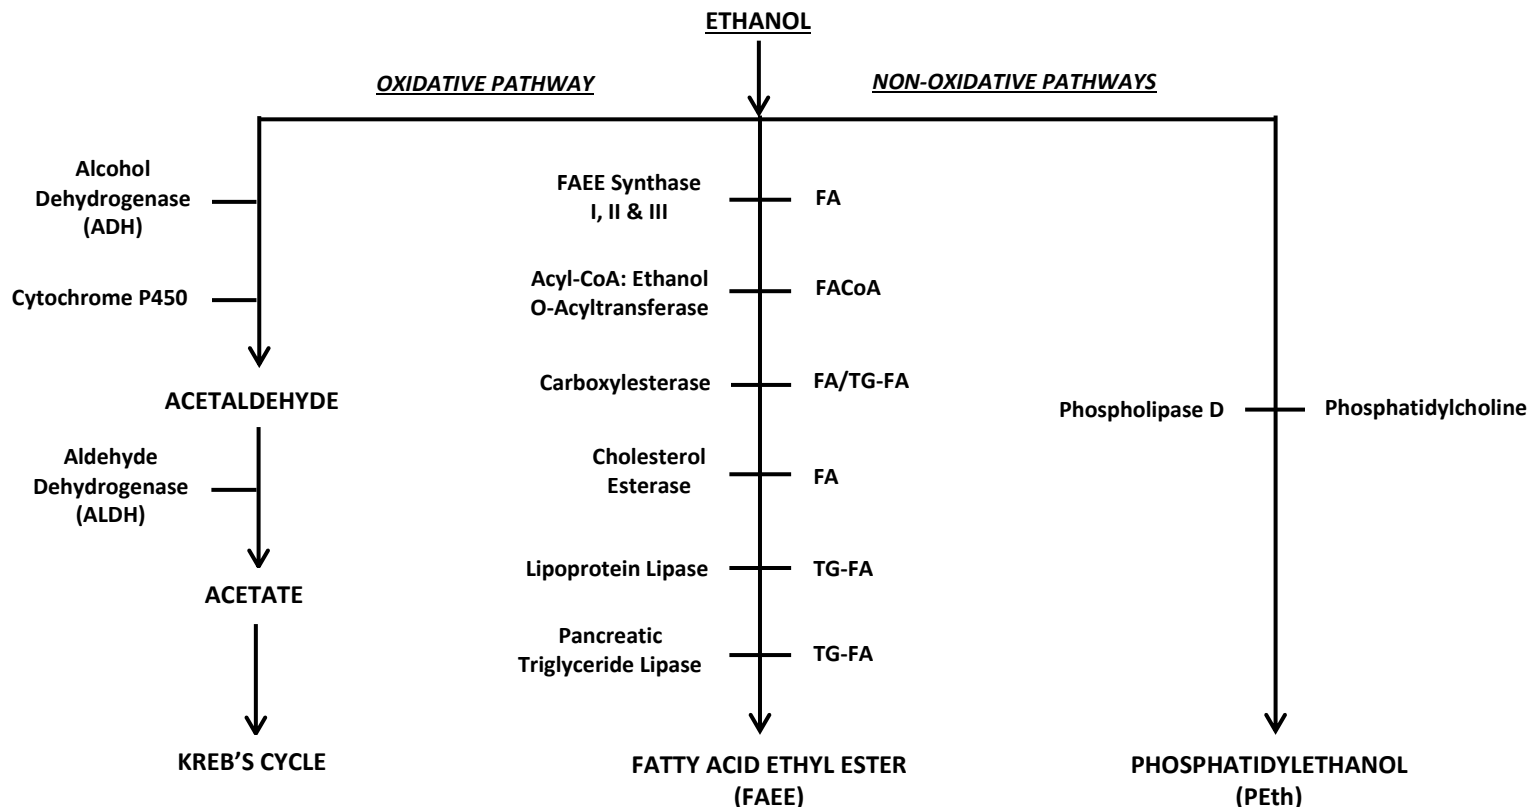 ETHANOL
OXIDATIVE PATHWAY
NON-OXIDATIVE PATHWAYS
Alcohol
Dehydrogenase
(ADH)
Cytochrome P450
ACETALDEHYDE
Aldehyde
Dehydrogenase
(ALDH)
ACETATE
KREB’S CYCLE
FAEE Synthase
I, II & III
FA
Acyl-CoA: Ethanol
O-Acyltransferase
FACoA
Carboxylesterase
FA/TG-FA
Cholesterol
Esterase
FA
Lipoprotein Lipase
TG-FA
Pancreatic
Triglyceride Lipase
TG-FA
FATTY ACID ETHYL ESTER
(FAEE)
Phospholipase D
Phosphatidylcholine
PHOSPHATIDYLETHANOL
(PEth)